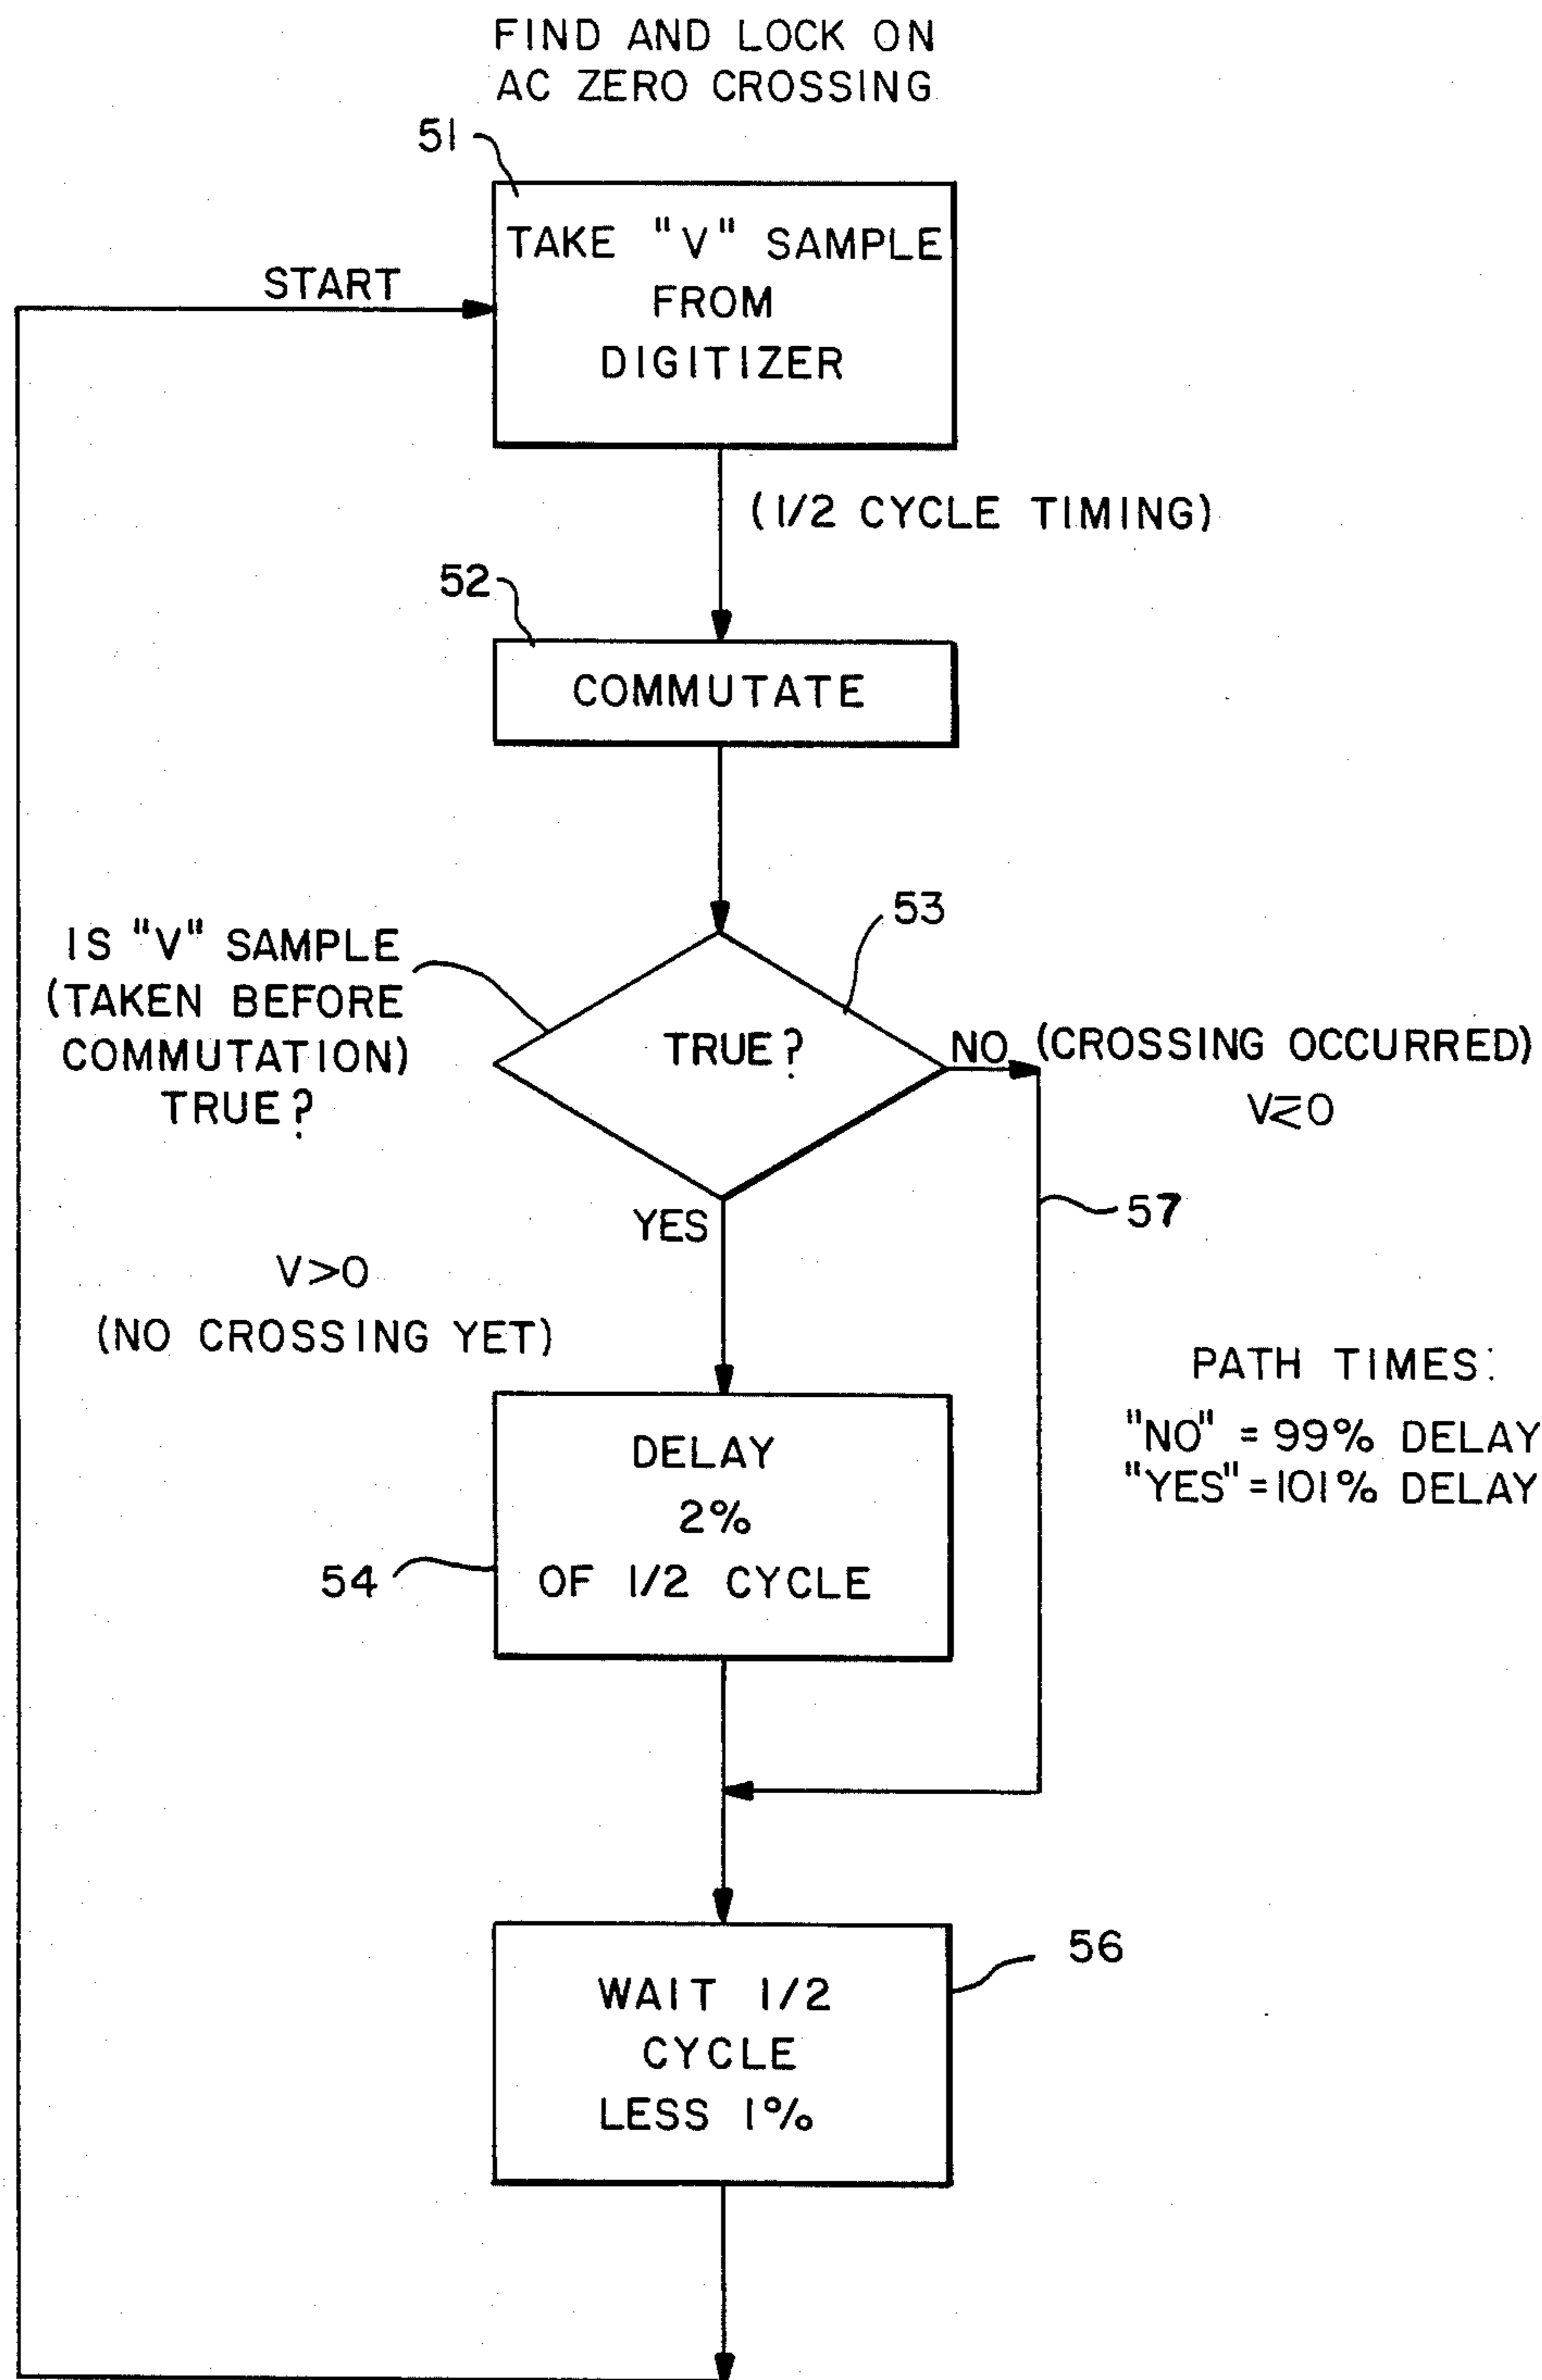 FIND AND LOCK ON
AC ZERO CROSSING
51
TAKE "V" SAMPLE
FROM
DIGITIZER
START
(1/2 CYCLE TIMING)
52
COMMUTATE
53
IS "V" SAMPLE
(TAKEN BEFORE
COMMUTATION)
TRUE?
TRUE?
NO (CROSSING OCCURRED)
V⋜0
57
YES
V>0
(NO CROSSING YET)
PATH TIMES:
"NO" = 99% DELAY
"YES" = 101% DELAY
DELAY
2%
OF 1/2 CYCLE
54
56
WAIT 1/2
CYCLE
LESS 1%